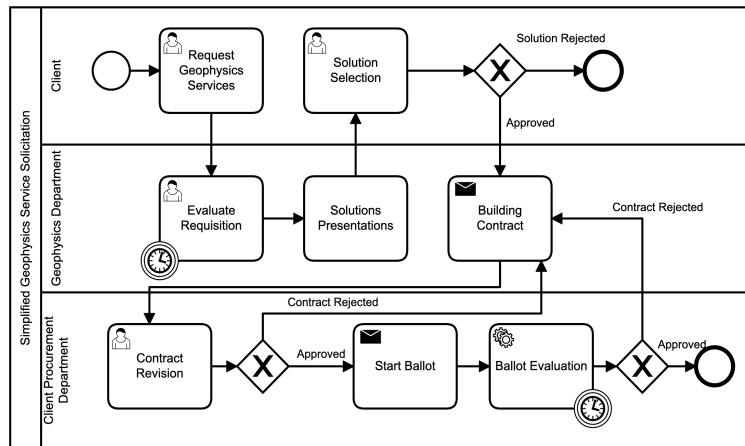 Simplified Geophysics Service Solicitation
Client
Request
Geophysics
Services
Solution
Selection
Solution Rejected
Approved
Geophysics Department
Evaluate
Requisition
Solutions
Presentations
Building
Contract
Contract Rejected
Client Procurement
Department
Contract
Revision
Contract Rejected
Approved
Start Ballot
Ballot Evaluation
Approved